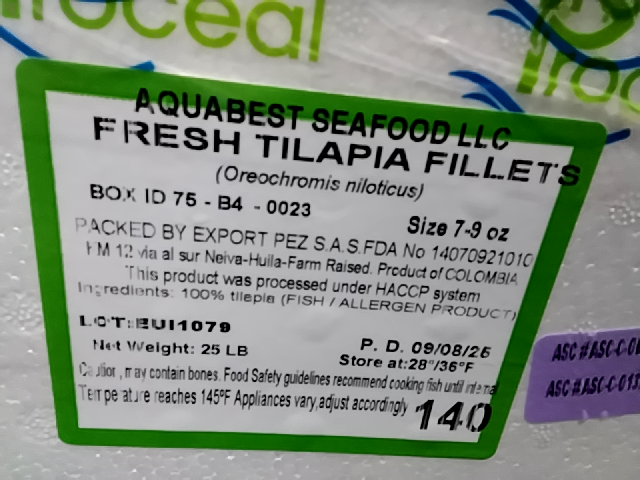 roceal
AQUABEST SEAFOOD LLC
FRESH TILAPIA FILLETS
(Oreochromis niloticus)
BOX ID 75 - B4 - 0023
Size 7-9 oz
PACKED BY EXPORT PEZ S.A.S.FDA No 14070921010
KM 12 via al sur Neiva-Huila-Farm Raised. Product of COLOMBIA
This product was processed under HACCP system
Ingredients: 100% tilapia (FISH / ALLERGEN PRODUCT)
LOT:EUI1079
Net Weight: 25 LB
P. D. 09/08/25
Store at:28°/36°F
Caution, may contain bones. Food Safety guidelines recommend cooking fish until internal
Temperature reaches 145ºF Appliances vary,adjust accordingly
140
ASC #ASC-C-0
ASC #ASC-C-013